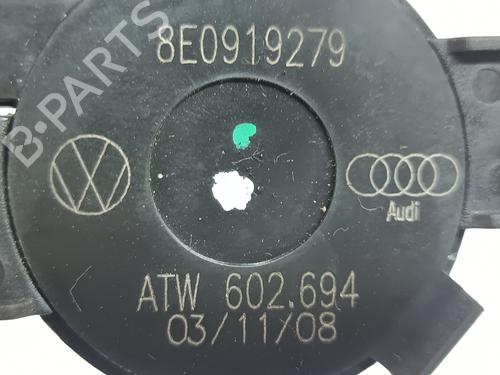 8E0919279
B-PARTS
Audi
ATW 602.694
03/11/08